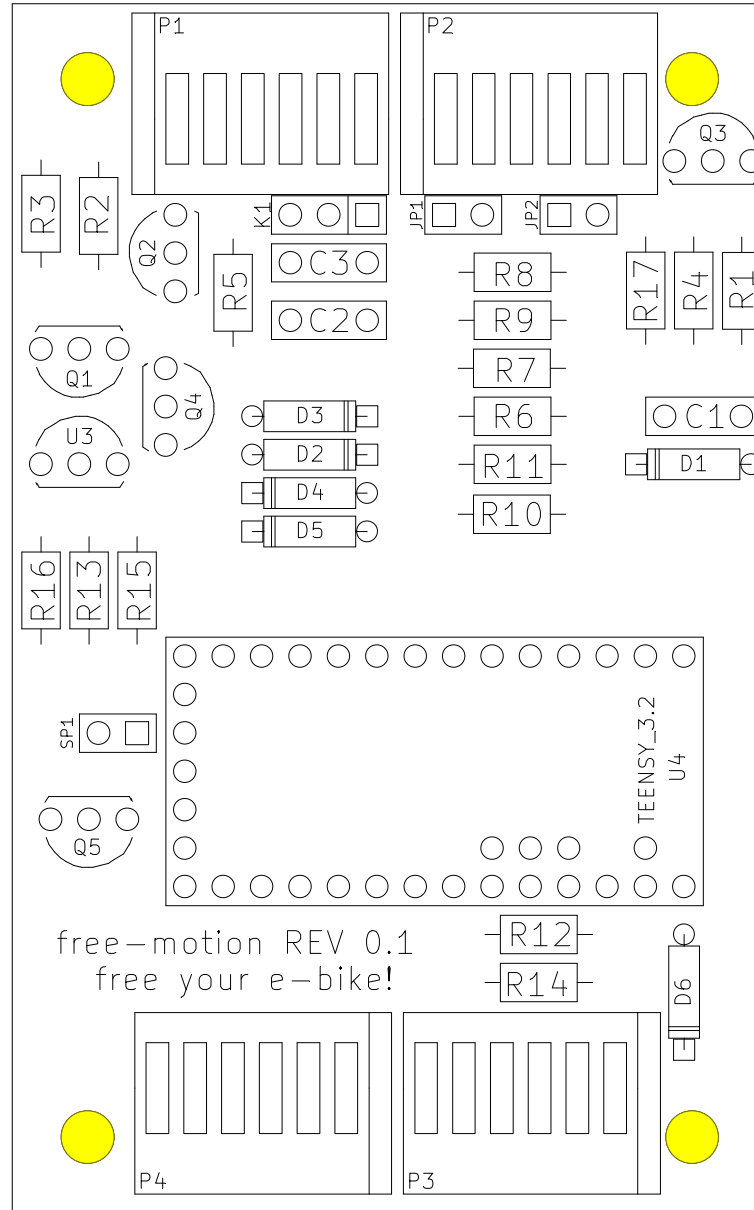 P1
P2
Q3
R3
R2
Q2
K1
JP1
JP2
R5
C3
C2
R8
R9
R7
R6
R11
R10
R17
R4
R1
Q1
Q4
U3
D3
D2
D4
D5
C1
D1
R16
R13
R15
SP1
TEENSY_3.2
U4
Q5
free-motion REV 0.1
free your e-bike!
R12
R14
D6
P4
P3